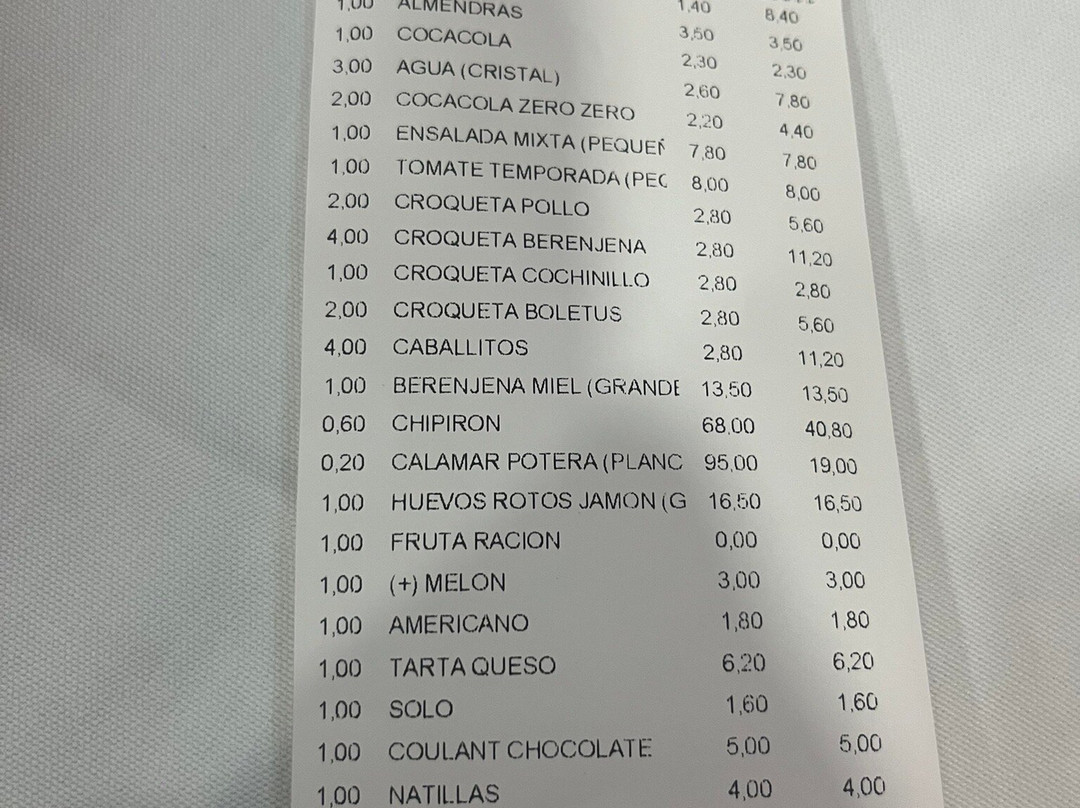 1,40 8,40
1,00 ALMENDRAS 3,50 3,50
1,00 COCACOLA 2,30 2,30
3,00 AGUA (CRISTAL) 2,60 7,80
2,00 COCACOLA ZERO ZERO 2,20 4,40
1,00 ENSALADA MIXTA (PEQUEÑ 7,80 7,80
1,00 TOMATE TEMPORADA (PEC 8,00 8,00
2,00 CROQUETA POLLO 2,80 5,60
4,00 CROQUETA BERENJENA 2,80 11,20
1,00 CROQUETA COCHINILLO 2,80 2,80
2,00 CROQUETA BOLETUS 2,80 5,60
4,00 CABALLITOS 2,80 11,20
1,00 BERENJENA MIEL (GRANDE 13,50 13,50
0,60 CHIPIRON 68,00 40,80
0,20 CALAMAR POTERA (PLANC 95,00 19,00
1,00 HUEVOS ROTOS JAMON (G 16,50 16,50
1,00 FRUTA RACION 0,00 0,00
1,00 (+) MELON 3,00 3,00
1,00 AMERICANO 1,80 1,80
1,00 TARTA QUESO 6,20 6,20
1,00 SOLO 1,60 1,60
1,00 COULANT CHOCOLATE 5,00 5,00
1,00 NATILLAS 4,00 4,00